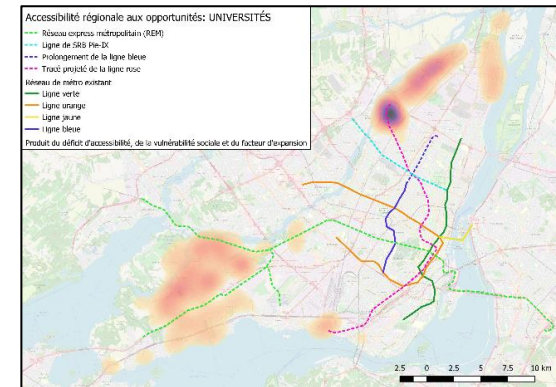 Accessibilité régionale aux opportunités: UNIVERSITÉS
Réseau express métropolitain (REM)
Ligne de SRB Pie-IX
Prolongement de la ligne bleue
Tracé projeté de la ligne rose
Réseau de métro existant
Ligne verte
Ligne orange
Ligne jaune
Ligne bleue
Produit du déficit d'accessibilité, de la vulnérabilité sociale et du facteur d'expansion
2.5 0 2.5 5 7.5 10 km